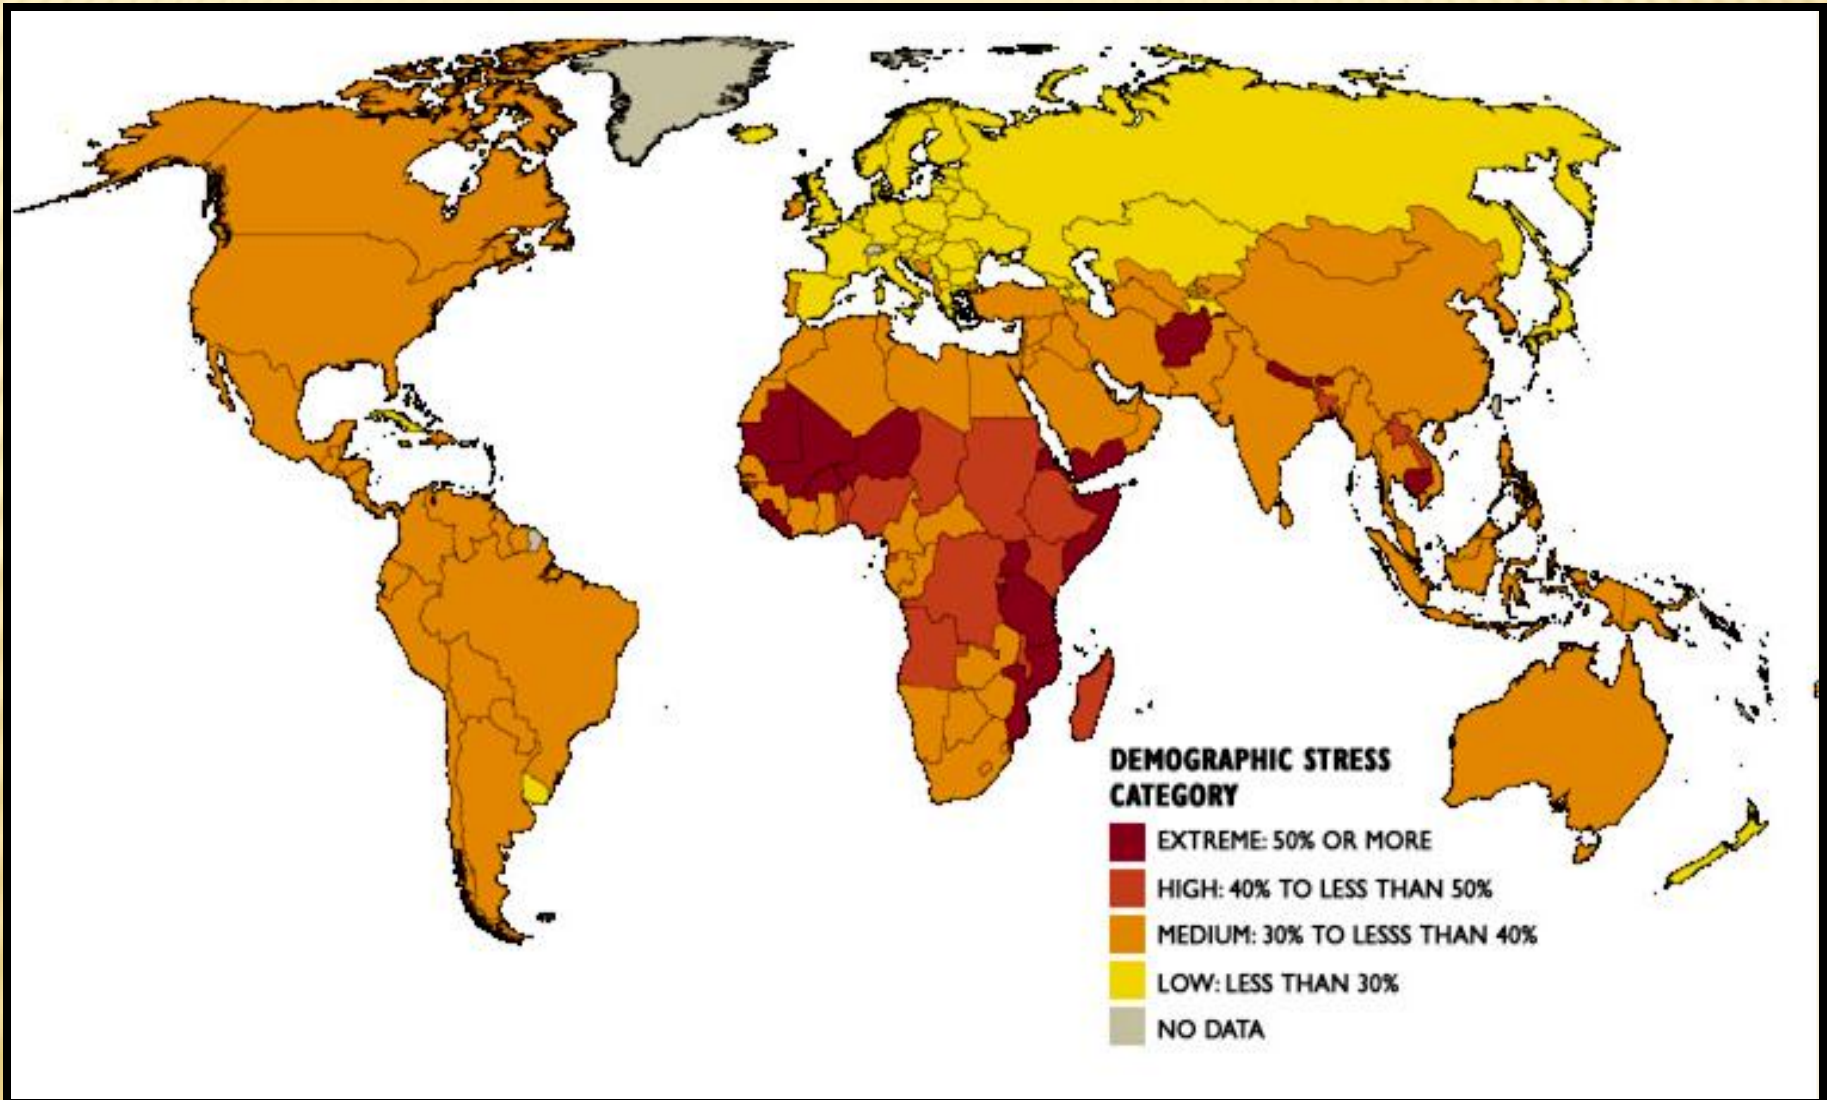 DEMOGRAPHIC STRESS
CATEGORY
EXTREME: 50% OR MORE
HIGH: 40% TO LESS THAN 50%
MEDIUM: 30% TO LESSS THAN 40%
LOW: LESS THAN 30%
NO DATA